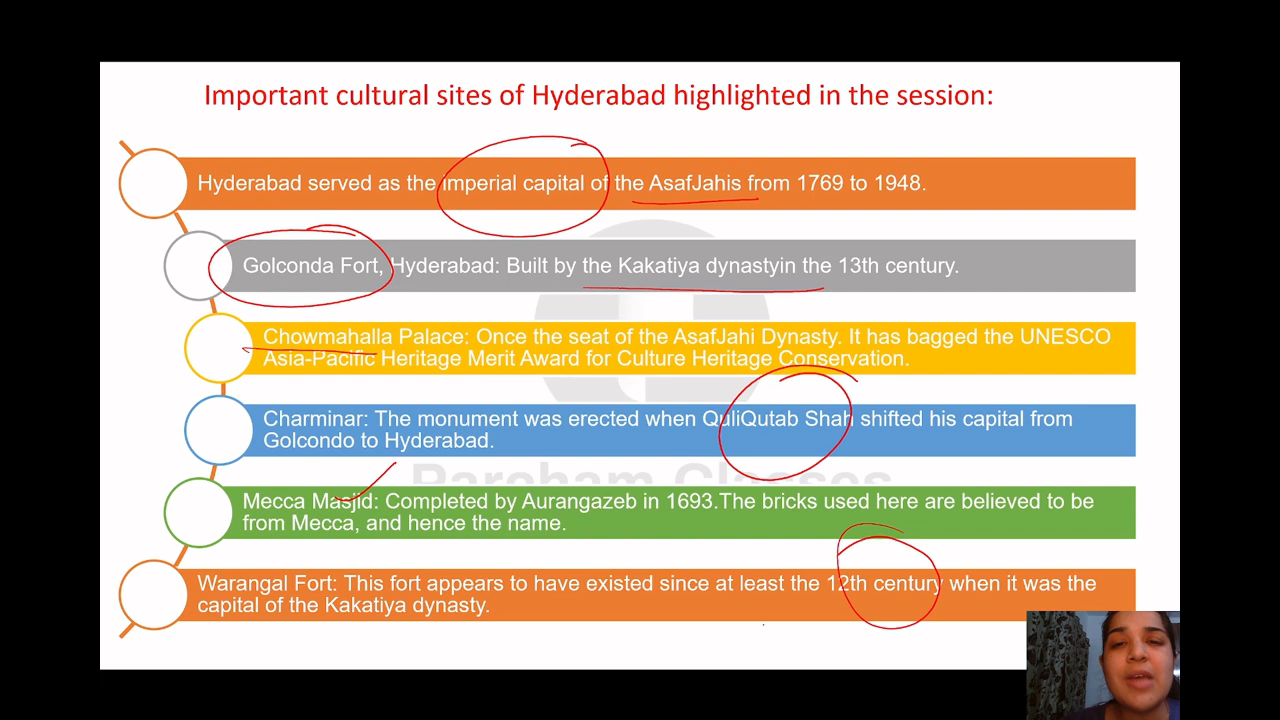 Important cultural sites of Hyderabad highlighted in the session:
Hyderabad served as the imperial capital of the AsafJahis from 1769 to 1948.
Golconda Fort, Hyderabad: Built by the Kakatiya dynastyin the 13th century.
Chowmahalla Palace: Once the seat of the AsafJahi Dynasty. It has bagged the UNESCO
Asia-Pacific Heritage Merit Award for Culture Heritage Conservation.
Charminar: The monument was erected when QuliQutab Shah shifted his capital from
Golcondo to Hyderabad.
Parcham Classes
Mecca Masjid: Completed by Aurangazeb in 1693.The bricks used here are believed to be
from Mecca, and hence the name.
Warangal Fort: This fort appears to have existed since at least the 12th century when it was the
capital of the Kakatiya dynasty.